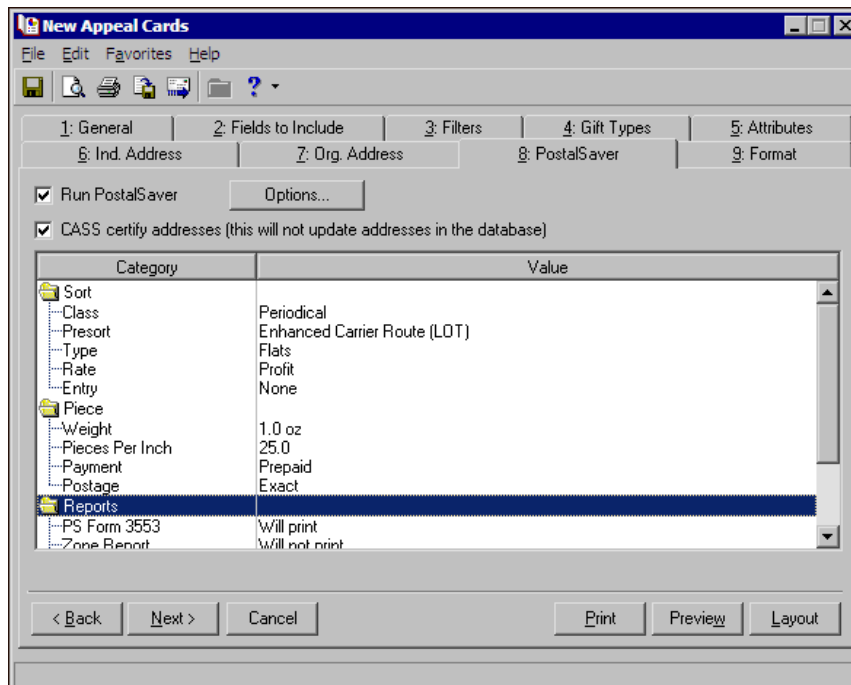 New Appeal Cards
File Edit Favorites Help
1: General 2: Fields to Include 3: Filters 4: Gift Types 5: Attributes
6: Ind. Address 7: Org. Address 8: PostalSaver 9: Format
Run PostalSaver Options...
CASS certify addresses (this will not update addresses in the database)
Category Value
Sort
Class Periodical
Presort Enhanced Carrier Route (LOT)
Type Flats
Rate Profit
Entry None
Piece
Weight 1.0 oz
Pieces Per Inch 25.0
Payment Prepaid
Postage Exact
Reports
PS Form 3553 Will print
Zone Report Will not print
< Back Next > Cancel Print Preview Layout